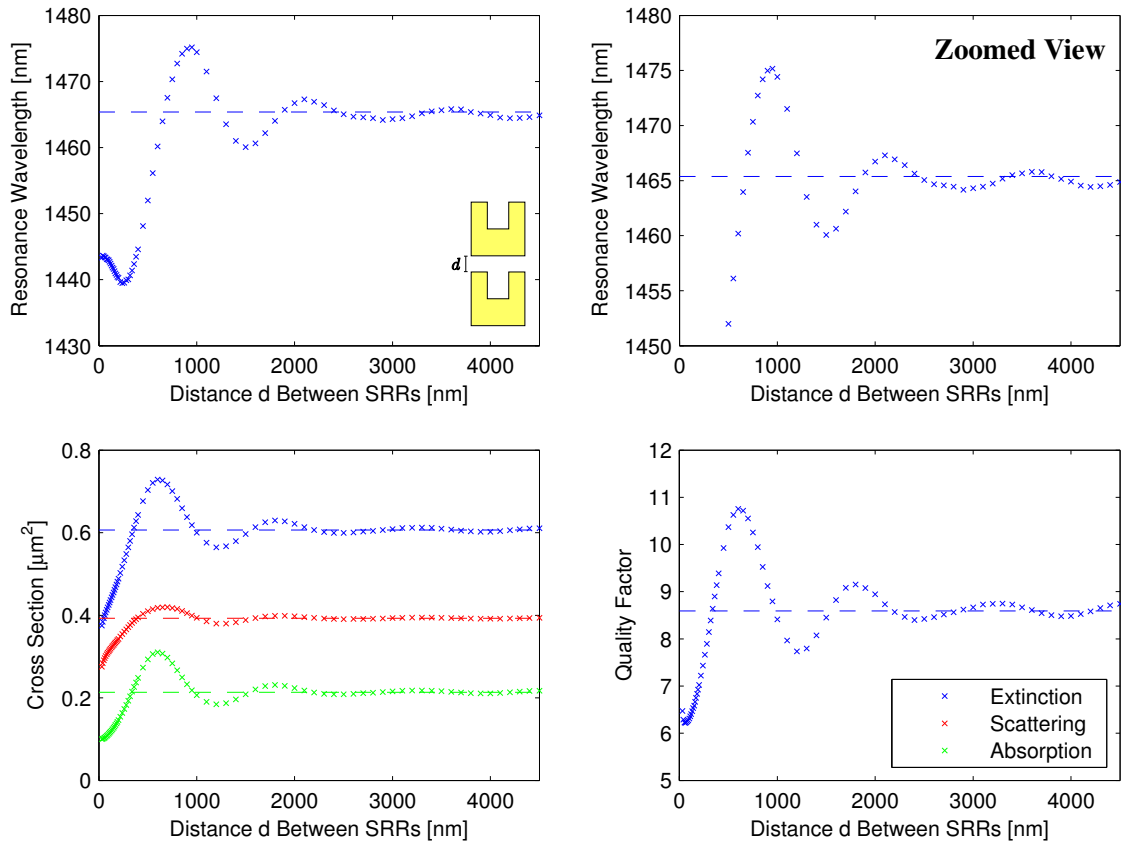 1480
1470
1460
1450
1440
1430
Resonance Wavelength [nm]
d
0 1000 2000 3000 4000
Distance d Between SRRs [nm]
Zoomed View
1480
1475
1470
1465
1460
1455
1450
Resonance Wavelength [nm]
0 1000 2000 3000 4000
Distance d Between SRRs [nm]
0.8
0.6
0.4
0.2
0
Cross Section [μm²]
0 1000 2000 3000 4000
Distance d Between SRRs [nm]
12
11
10
9
8
7
6
5
Quality Factor
Extinction
Scattering
Absorption
0 1000 2000 3000 4000
Distance d Between SRRs [nm]